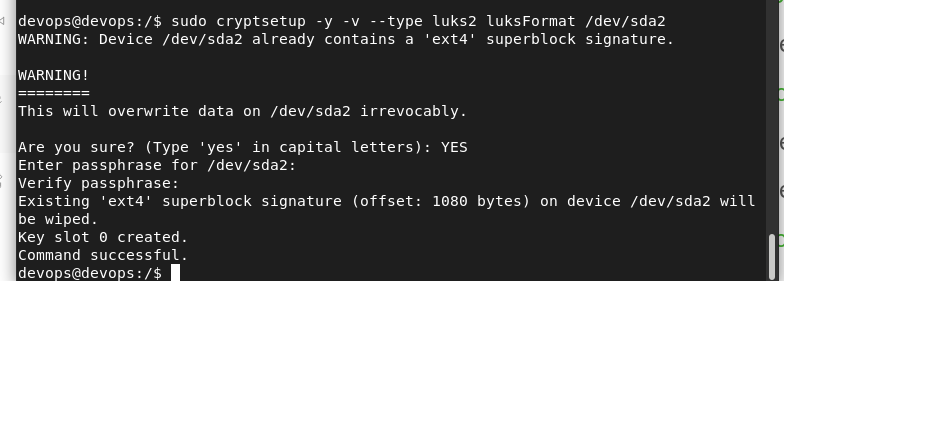 devops@devops:/$ sudo cryptsetup -y -v --type luks2 luksFormat /dev/sda2
WARNING: Device /dev/sda2 already contains a 'ext4' superblock signature.
WARNING!
========
This will overwrite data on /dev/sda2 irrevocably.
Are you sure? (Type 'yes' in capital letters): YES
Enter passphrase for /dev/sda2:
Verify passphrase:
Existing 'ext4' superblock signature (offset: 1080 bytes) on device /dev/sda2 will
be wiped.
Key slot 0 created.
Command successful.
devops@devops:/$